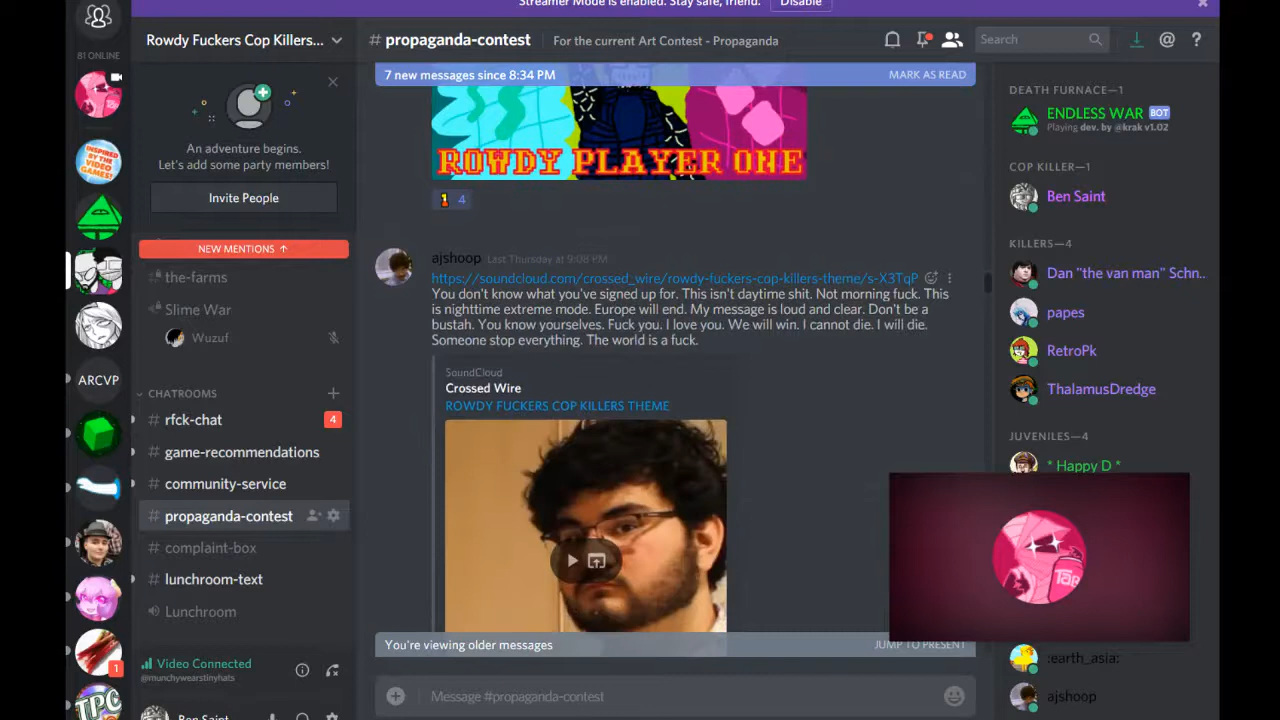 Streamer Mode is enabled. Stay safe, friend. Disable
81 ONLINE
INSPIRED BY THE VIDEO GAMES!
ARCVP
1
TPC
Rowdy Fuckers Cop Killers...
An adventure begins.
Let's add some party members!
Invite People
NEW MENTIONS ↑
the-farms
Slime War
Wuzuf
CHATROOMS
# rfck-chat 4
# game-recommendations
# community-service
# propaganda-contest
# complaint-box
# lunchroom-text
Lunchroom
Video Connected
@munchywearstinyhats
Ben Saint
# propaganda-contest For the current Art Contest - Propaganda
Search
7 new messages since 8:34 PM MARK AS READ
ROWDY PLAYER ONE
4
ajshoop Last Thursday at 9:08 PM
https://soundcloud.com/crossed_wire/rowdy-fuckers-cop-killers-theme/s-X3TqP
You don't know what you've signed up for. This isn't daytime shit. Not morning fuck. This
is nighttime extreme mode. Europe will end. My message is loud and clear. Don't be a
bustah. You know yourselves. Fuck you. I love you. We will win. I cannot die. I will die.
Someone stop everything. The world is a fuck.
SoundCloud
Crossed Wire
ROWDY FUCKERS COP KILLERS THEME
You're viewing older messages JUMP TO PRESENT
Message #propaganda-contest
DEATH FURNACE—1
ENDLESS WAR BOT
Playing dev. by @krak v1.02
COP KILLER—1
Ben Saint
KILLERS—4
Dan "the van man" Schn..
papes
RetroPk
ThalamusDredge
JUVENILES—4
* Happy D *
:earth_asia:
ajshoop